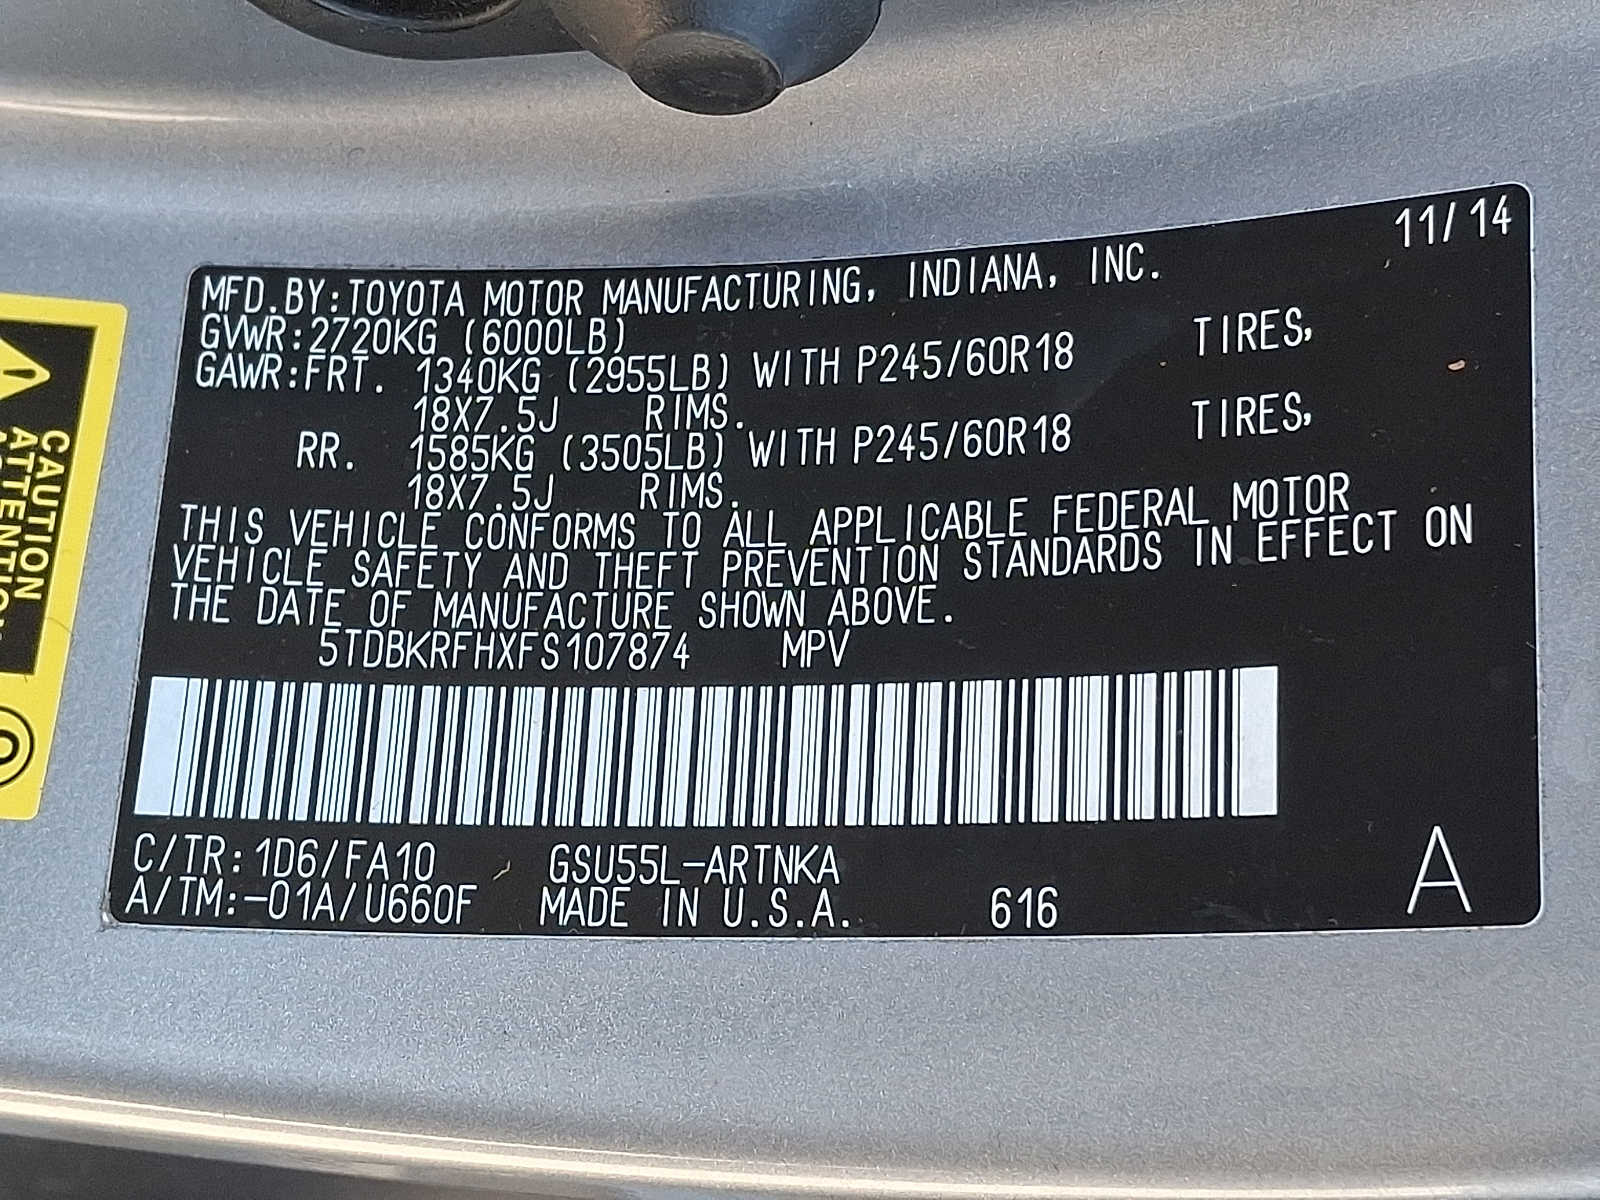 11/14
MFD.BY:TOYOTA MOTOR MANUFACTURING, INDIANA, INC.
GVWR:2720KG (6000LB)
GAWR:FRT. 1340KG (2955LB) WITH P245/60R18 TIRES,
18X7.5J RIMS.
RR. 1585KG (3505LB) WITH P245/60R18 TIRES,
18X7.5J RIMS.
THIS VEHICLE CONFORMS TO ALL APPLICABLE FEDERAL MOTOR
VEHICLE SAFETY AND THEFT PREVENTION STANDARDS IN EFFECT ON
THE DATE OF MANUFACTURE SHOWN ABOVE.
5TDBKRFHXFS107874 MPV
C/TR:1D6/FA10 GSU55L-ARTNKA
A/TM:-01A/U660F MADE IN U.S.A. 616 A
CAUTION
ATTENTION